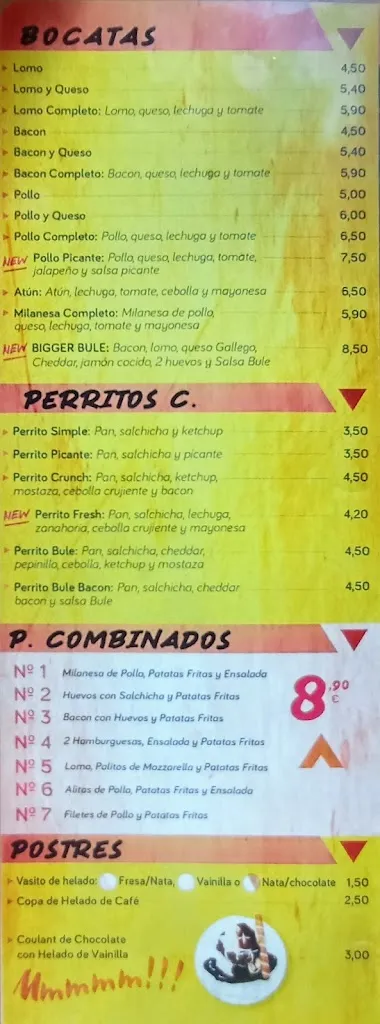 BOCATAS
Lomo 4,50
Lomo y Queso 5,40
Lomo Completo: Lomo, queso, lechuga y tomate 5,90
Bacon 4,50
Bacon y Queso 5,40
Bacon Completo: Bacon, queso, lechuga y tomate 5,90
Pollo 5,00
Pollo y Queso 6,00
Pollo Completo: Pollo, queso, lechuga y tomate 6,50
NEW Pollo Picante: Pollo, queso, lechuga, tomate, 7,50
jalapeño y salsa picante
Atún: Atún, lechuga, tomate, cebolla y mayonesa 6,50
Milanesa Completo: Milanesa de pollo, 5,90
queso, lechuga, tomate y mayonesa
NEW BIGGER BULE: Bacon, lomo, queso Gallego, 8,50
Cheddar, jamón cocido, 2 huevos y Salsa Bule
PERRITOS C.
Perrito Simple: Pan, salchicha y ketchup 3,50
Perrito Picante: Pan, salchicha y picante 3,50
Perrito Crunch: Pan, salchicha, ketchup, 4,50
mostaza, cebolla crujiente y bacon
NEW Perrito Fresh: Pan, salchicha, lechuga, 4,20
zanahoria, cebolla crujiente y mayonesa
Perrito Bule: Pan, salchicha, cheddar, 4,50
pepinillo, cebolla, ketchup y mostaza
Perrito Bule Bacon: Pan, salchicha, cheddar 4,50
bacon y salsa Bule
P. COMBINADOS
Nº 1 Milanesa de Pollo, Patatas Fritas y Ensalada
Nº 2 Huevos con Salchicha y Patatas Fritas
Nº 3 Bacon con Huevos y Patatas Fritas
Nº 4 2 Hamburguesas, Ensalada y Patatas Fritas
Nº 5 Lomo, Palitos de Mozzarella y Patatas Fritas
Nº 6 Alitas de Pollo, Patatas Fritas y Ensalada
Nº 7 Filetes de Pollo y Patatas Fritas
8,90 €
POSTRES
Vasito de helado: Fresa/Nata, Vainilla o Nata/chocolate 1,50
Copa de Helado de Café 2,50
Coulant de Chocolate
con Helado de Vainilla 3,00
Mmmmmm!!!